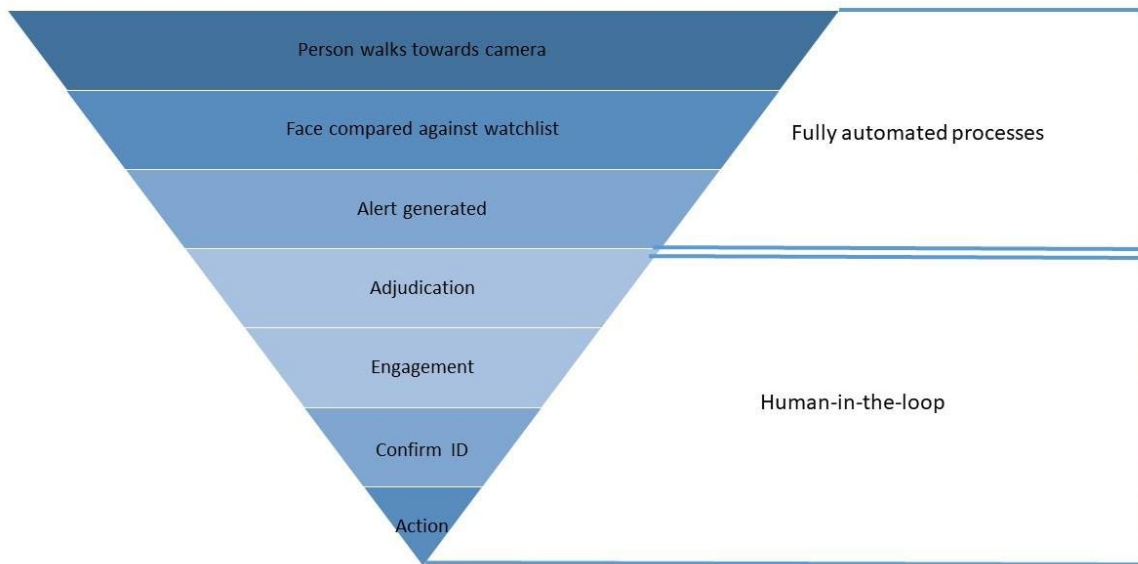 Person walks towards camera
Face compared against watchlist
Fully automated processes
Alert generated
Adjudication
Engagement
Human-in-the-loop
Confirm ID
Action